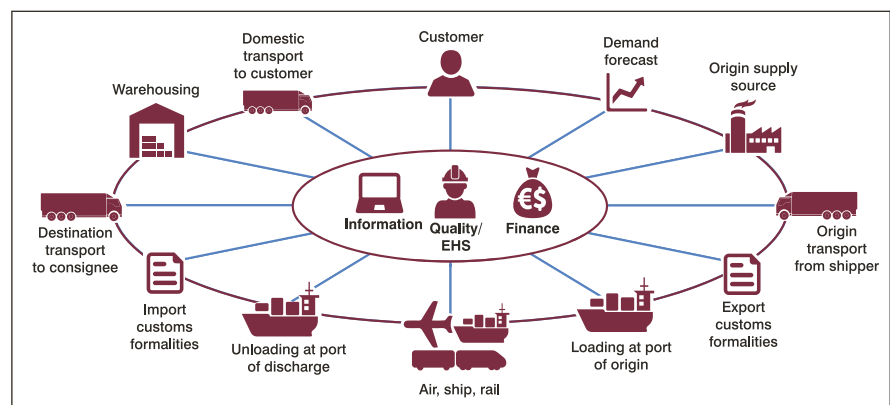 Customer
Demand
forecast
Origin supply
source
Origin
transport
from shipper
Export
customs
formalities
Loading at port
of origin
Air, ship, rail
Unloading at port
of discharge
Import
customs
formalities
Destination
transport
to consignee
Warehousing
Domestic
transport
to customer
Information
Quality/
EHS
€$
Finance